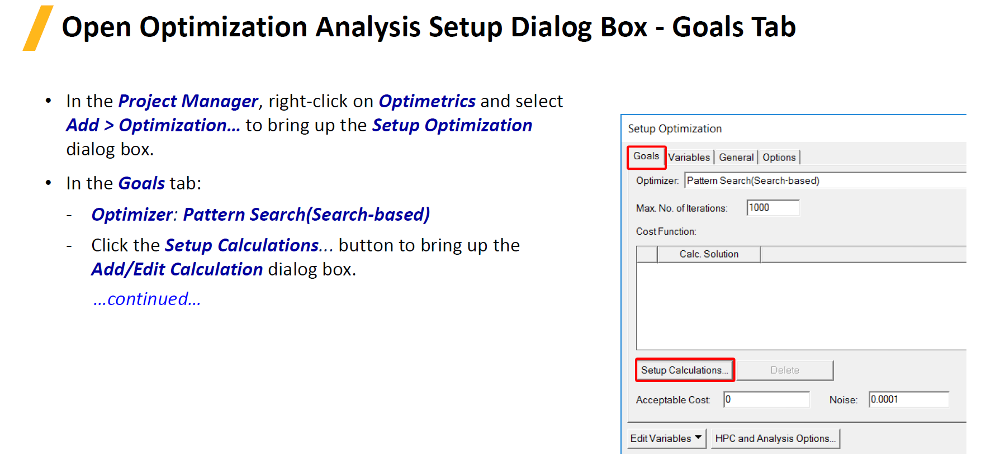 Open Optimization Analysis Setup Dialog Box - Goals Tab
• In the Project Manager, right-click on Optimetrics and select
Add > Optimization… to bring up the Setup Optimization
dialog box.
• In the Goals tab:
- Optimizer: Pattern Search(Search-based)
- Click the Setup Calculations… button to bring up the
Add/Edit Calculation dialog box.
…continued…
Setup Optimization
Goals Variables General Options
Optimizer: Pattern Search(Search-based)
Max. No. of Iterations: 1000
Cost Function:
Calc. Solution
Setup Calculations... Delete
Acceptable Cost: 0 Noise: 0.0001
Edit Variables HPC and Analysis Options...